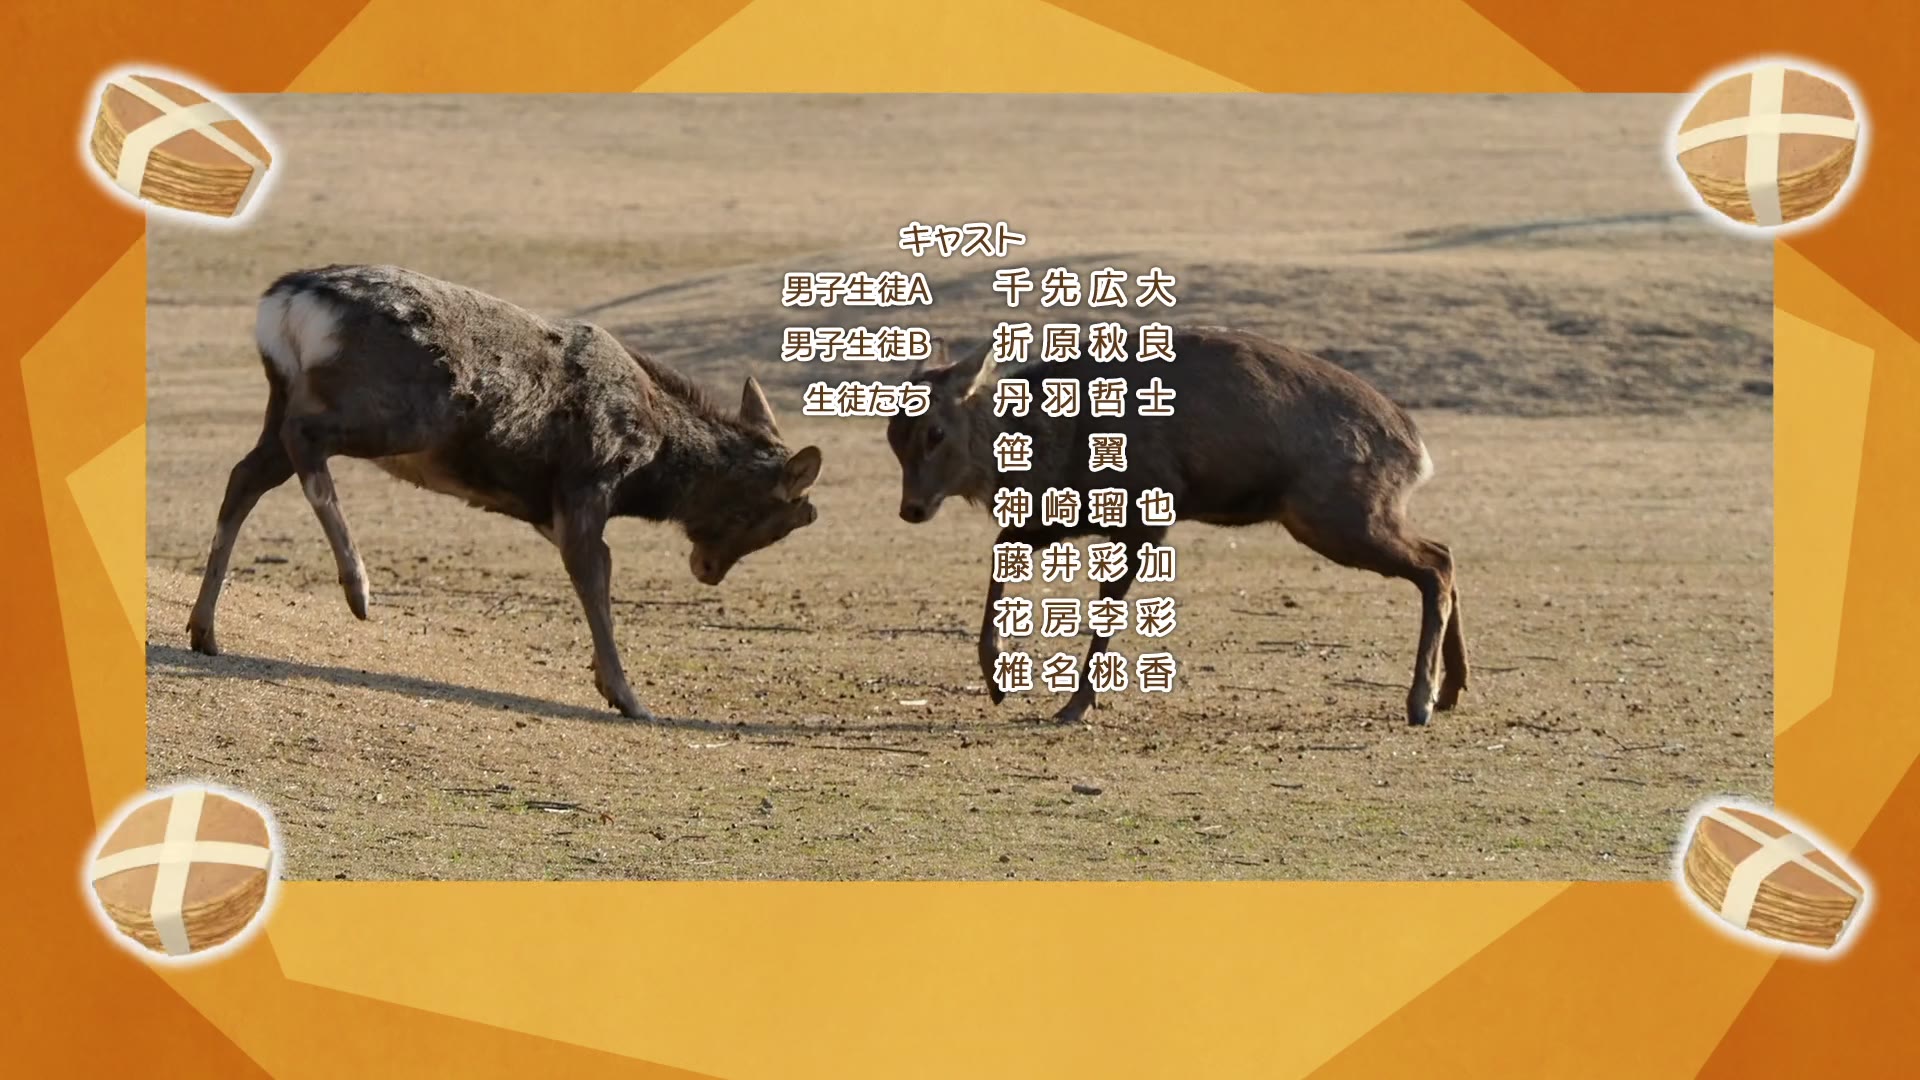 キャスト
男子生徒A 千先広大
男子生徒B 折原秋良
生徒たち 丹羽哲士
笹 翼
神崎瑠也
藤井彩加
花房李彩
椎名桃香